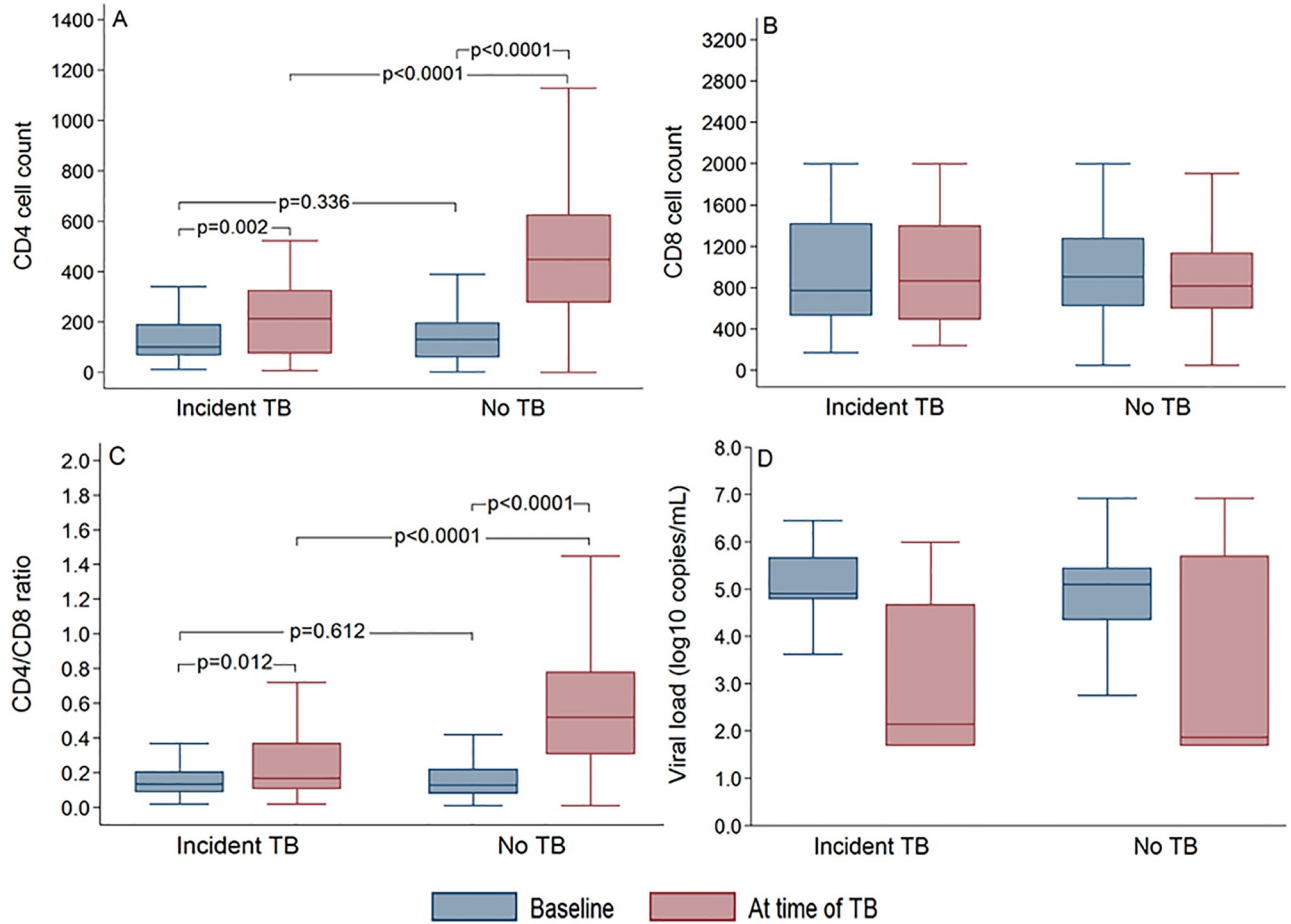 A
CD4 cell count
1400
1200
1000
800
600
400
200
0
p<0.0001
p<0.0001
p=0.336
p=0.002
Incident TB
No TB
B
CD8 cell count
3200
2800
2400
2000
1600
1200
800
400
0
Incident TB
No TB
C
CD4/CD8 ratio
2.0
1.8
1.6
1.4
1.2
1.0
0.8
0.6
0.4
0.2
0.0
p<0.0001
p<0.0001
p=0.612
p=0.012
Incident TB
No TB
D
Viral load (log10 copies/mL)
8.0
7.0
6.0
5.0
4.0
3.0
2.0
1.0
0.0
Incident TB
No TB
Baseline
At time of TB